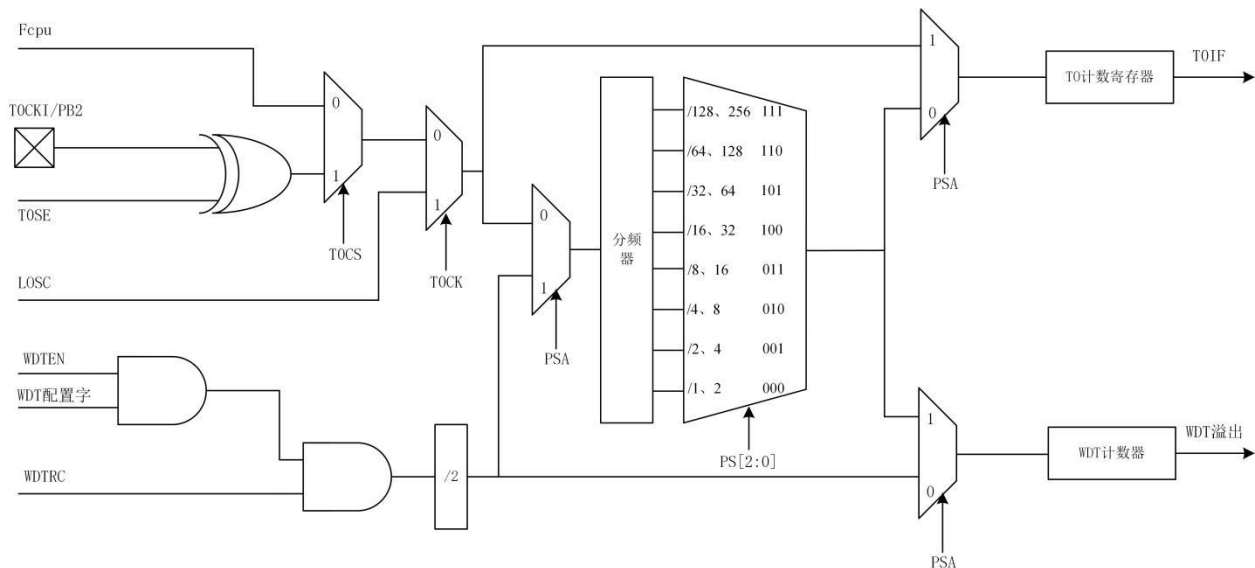 Fcpu
T0CKI/PB2
T0SE
LOSC
0
1
T0CS
0
1
T0CK
0
1
PSA
分频器
/128、256 111
/64、128 110
/32、64 101
/16、32 100
/8、16 011
/4、8 010
/2、4 001
/1、2 000
PS[2:0]
1
0
PSA
T0计数寄存器
T0IF
WDTEN
WDT配置字
WDTRC
/2
1
0
PSA
WDT计数器
WDT溢出